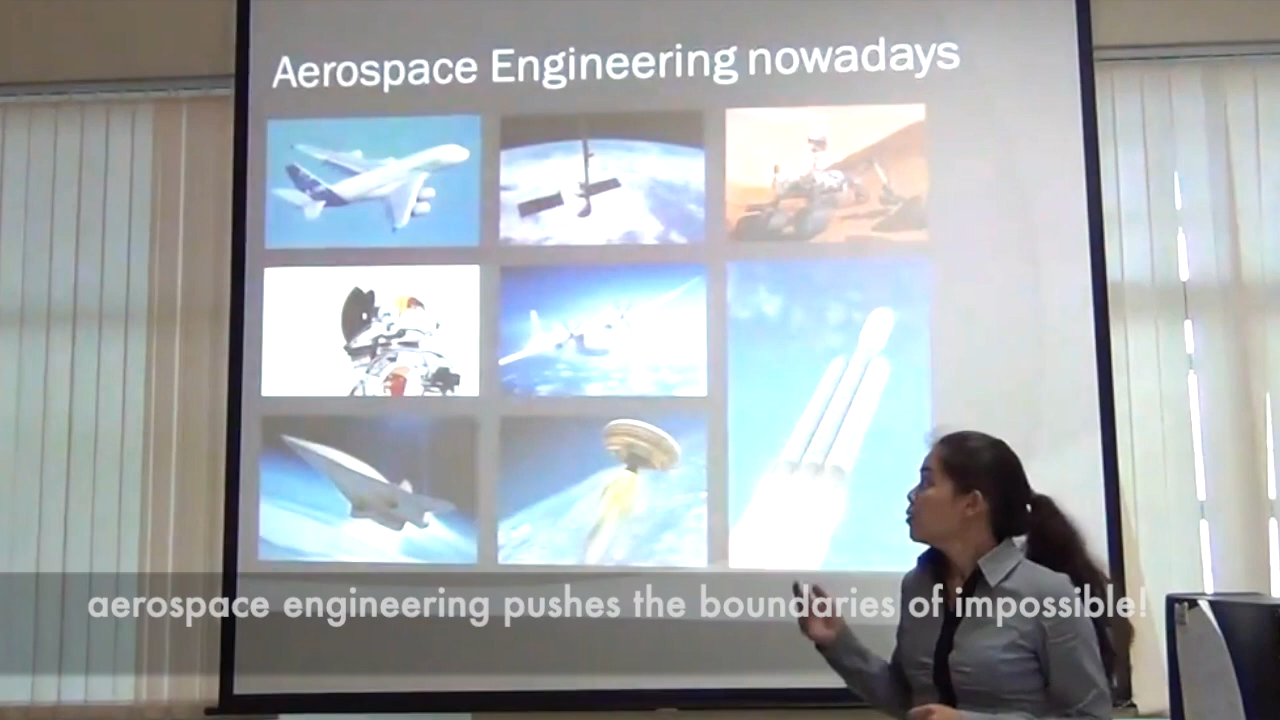 Aerospace Engineering nowadays
aerospace engineering pushes the boundaries of impossible!